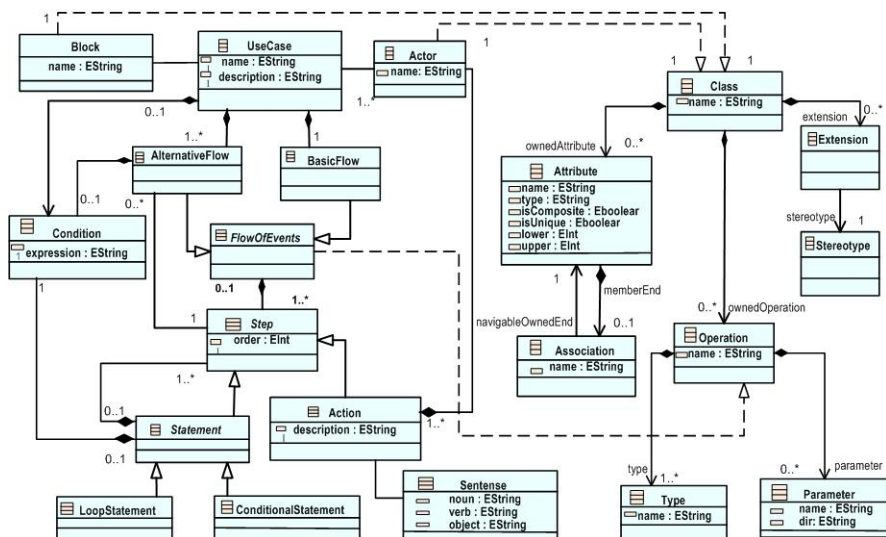 1
Block
name : EString
UseCase
name : EString
description : EString
Actor
name: EString
1
1
1
Class
name : EString
0..1
1..*
1
1..*
ownedAttribute
0..*
extension
0..*
AlternativeFlow
BasicFlow
Extension
Attribute
name : EString
type : EString
isComposite : Eboolear
isUnique : Eboolear
lower : EInt
upper : EInt
0..1
0..*
Condition
expression : EString
1
FlowOfEvents
stereotype
1
Stereotype
0..1
1..*
1
memberEnd
navigableOwnedEnd
0..1
0..*
ownedOperation
1
Step
order : EInt
Association
name : EString
Operation
name : EString
1..*
0..1
Statement
0..1
Action
description : EString
1..*
type
1..*
0..*
parameter
LoopStatement
ConditionalStatement
Sentense
noun : EString
verb : EString
object : EString
Type
name : EString
Parameter
name : EString
dir: EString